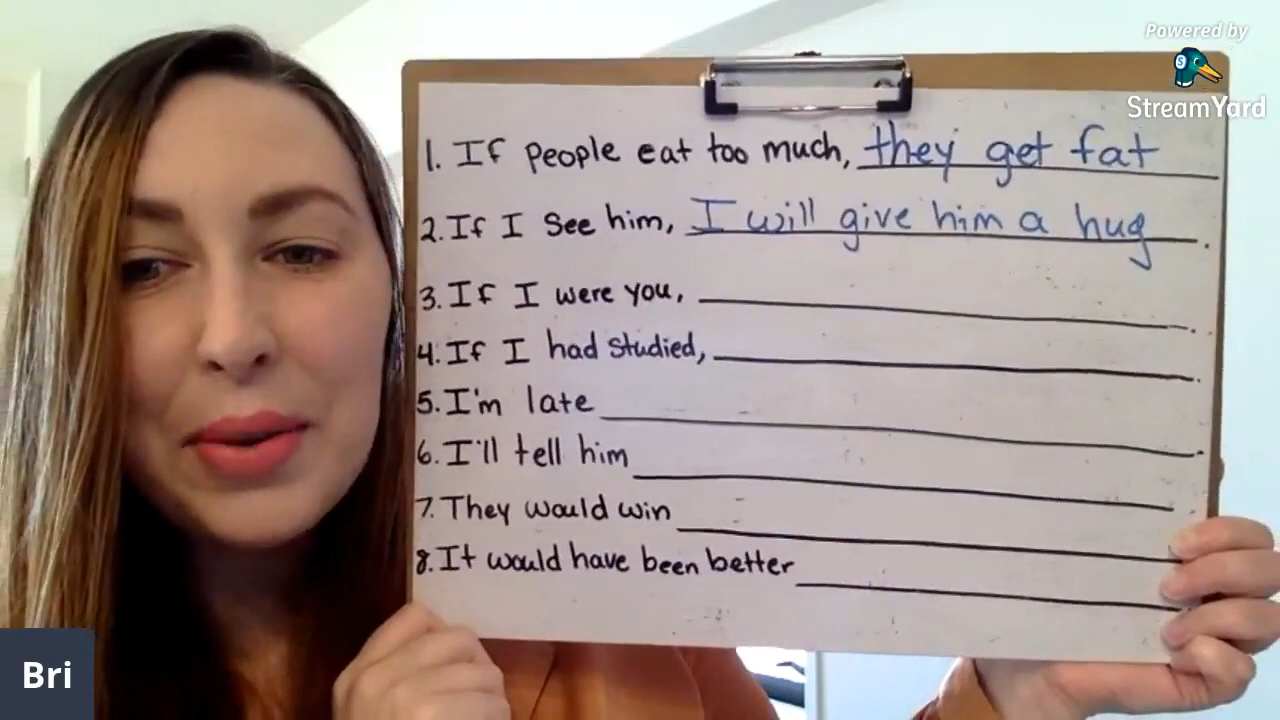 Powered by
StreamYard
1. If people eat too much, they get fat
2. If I see him, I will give him a hug.
3. If I were you, .
4. If I had studied, .
5. I'm late .
6. I'll tell him
7. They would win
8. It would have been better
Bri